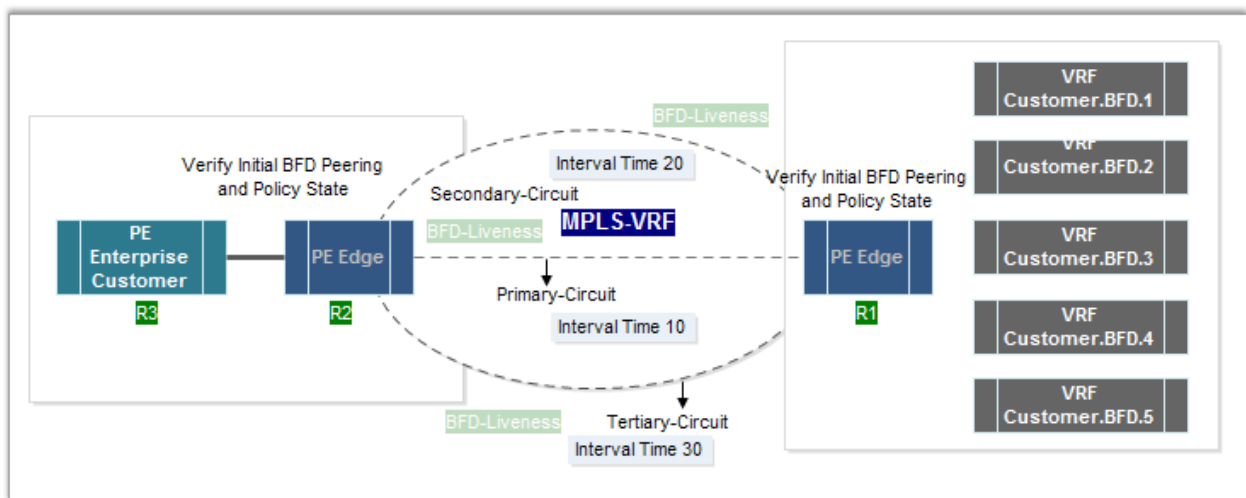 VRF
Customer.BFD.1
BFD-Liveness
VRF
Customer.BFD.2
Verify Initial BFD Peering
and Policy State
Interval Time 20
Verify Initial BFD Peering
and Policy State
Secondary-Circuit
MPLS-VRF
BFD-Liveness
PE
Enterprise
Customer
PE Edge
PE Edge
VRF
Customer.BFD.3
R3
R2
R1
Primary-Circuit
Interval Time 10
VRF
Customer.BFD.4
BFD-Liveness
Tertiary-Circuit
Interval Time 30
VRF
Customer.BFD.5